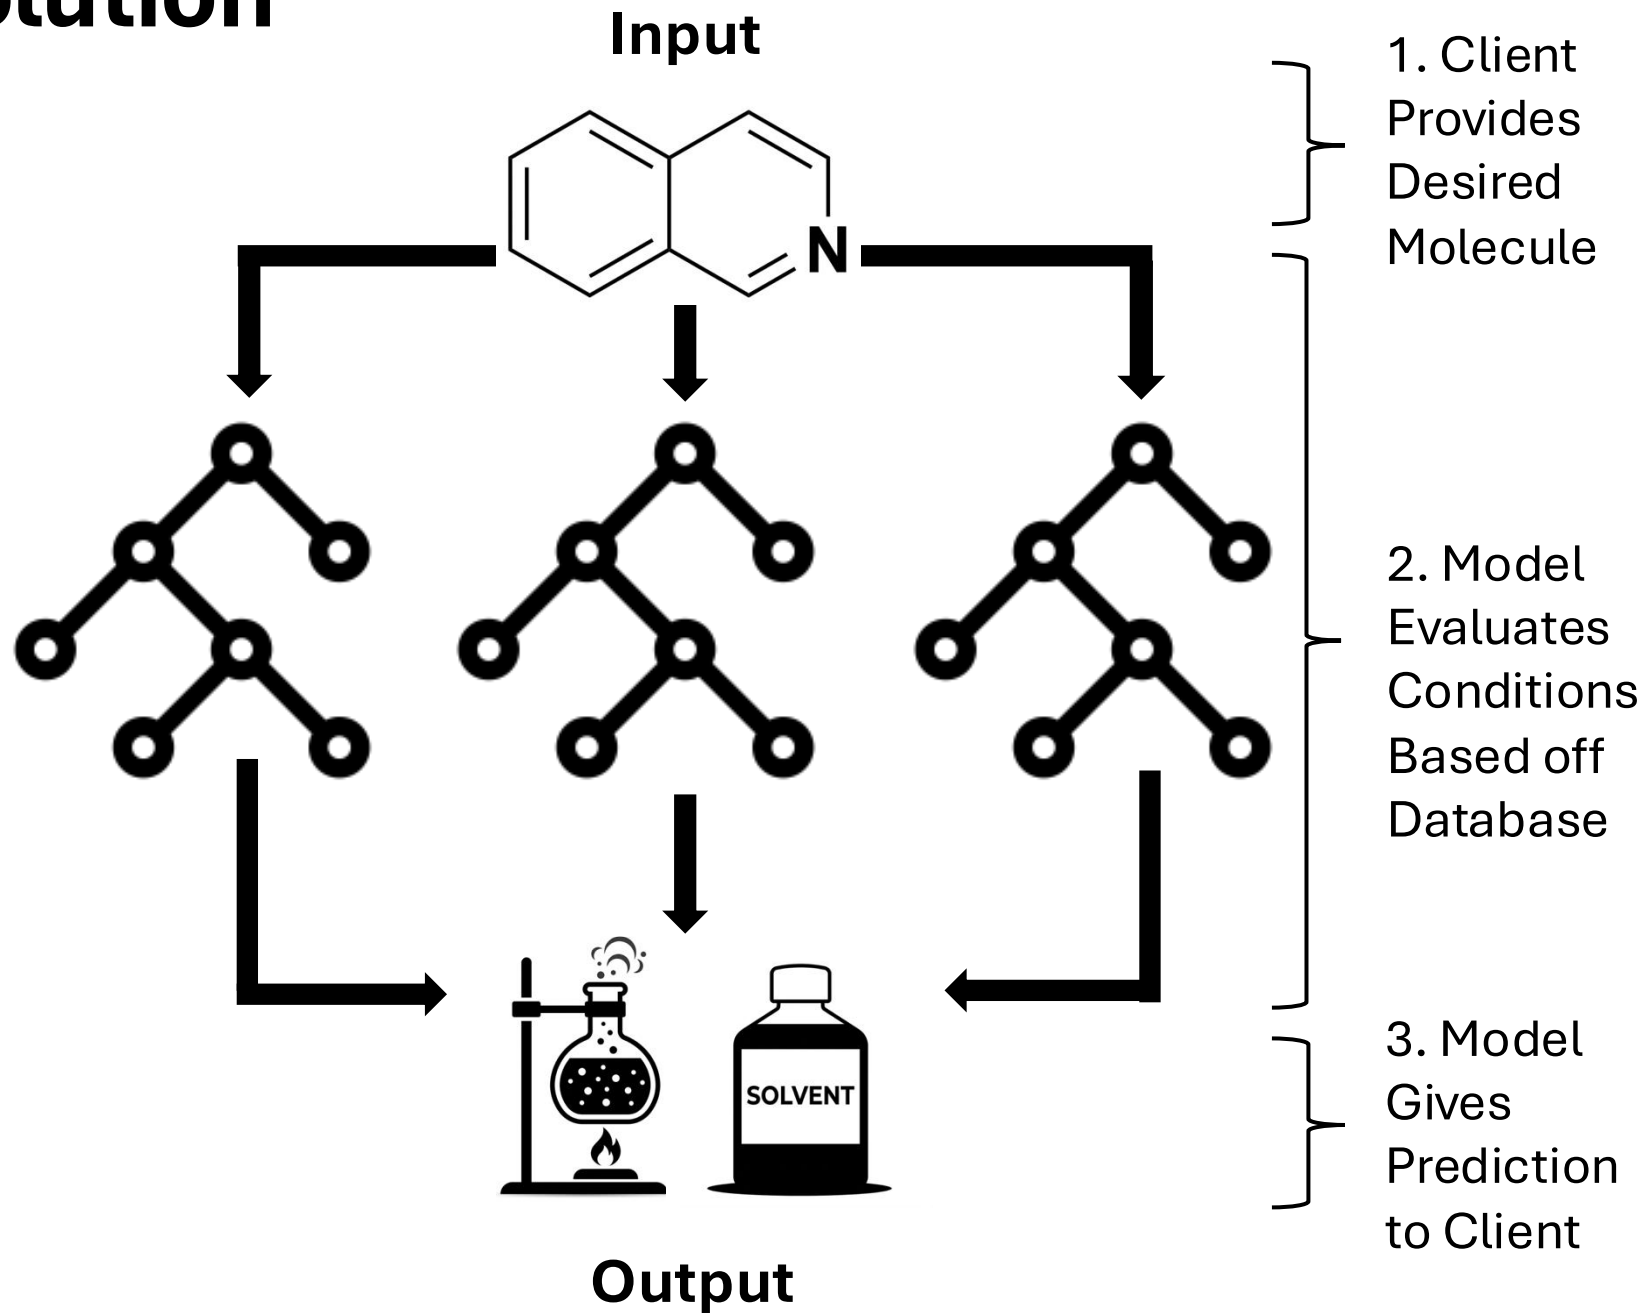 Input
N
1. Client
Provides
Desired
Molecule
2. Model
Evaluates
Conditions
Based off
Database
SOLVENT
3. Model
Gives
Prediction
to Client
Output